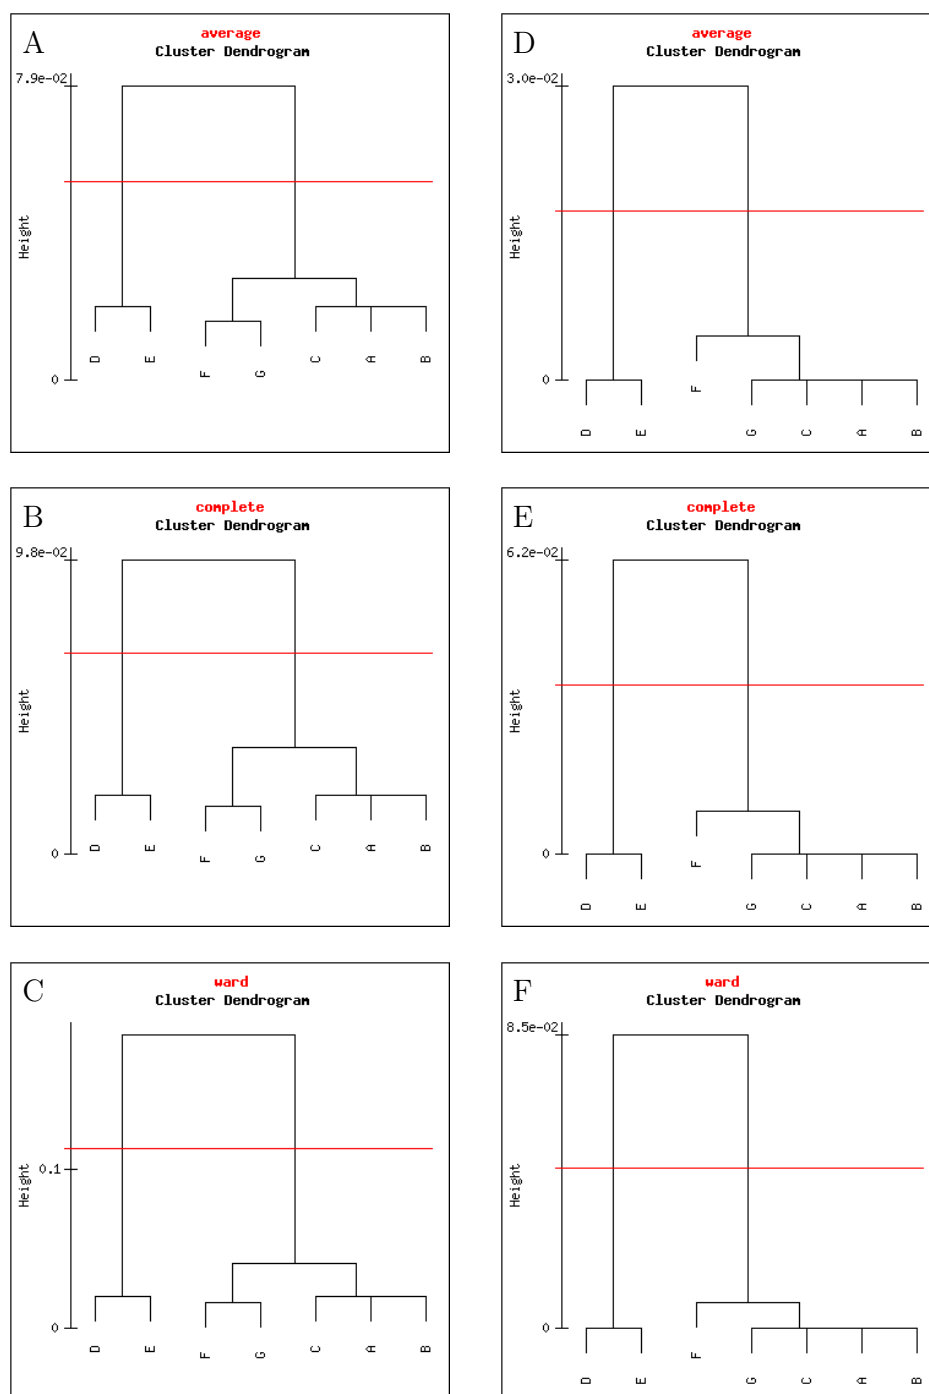 A
average
Cluster Dendrogram
7.9e-02
Height
0
D E F G C A B
D
average
Cluster Dendrogram
3.0e-02
Height
0
D E F G C A B
B
complete
Cluster Dendrogram
9.8e-02
Height
0
D E F G C A B
E
complete
Cluster Dendrogram
6.2e-02
Height
0
D E F G C A B
C
ward
Cluster Dendrogram
Height
0.1
0
D E F G C A B
F
ward
Cluster Dendrogram
8.5e-02
Height
0
D E F G C A B